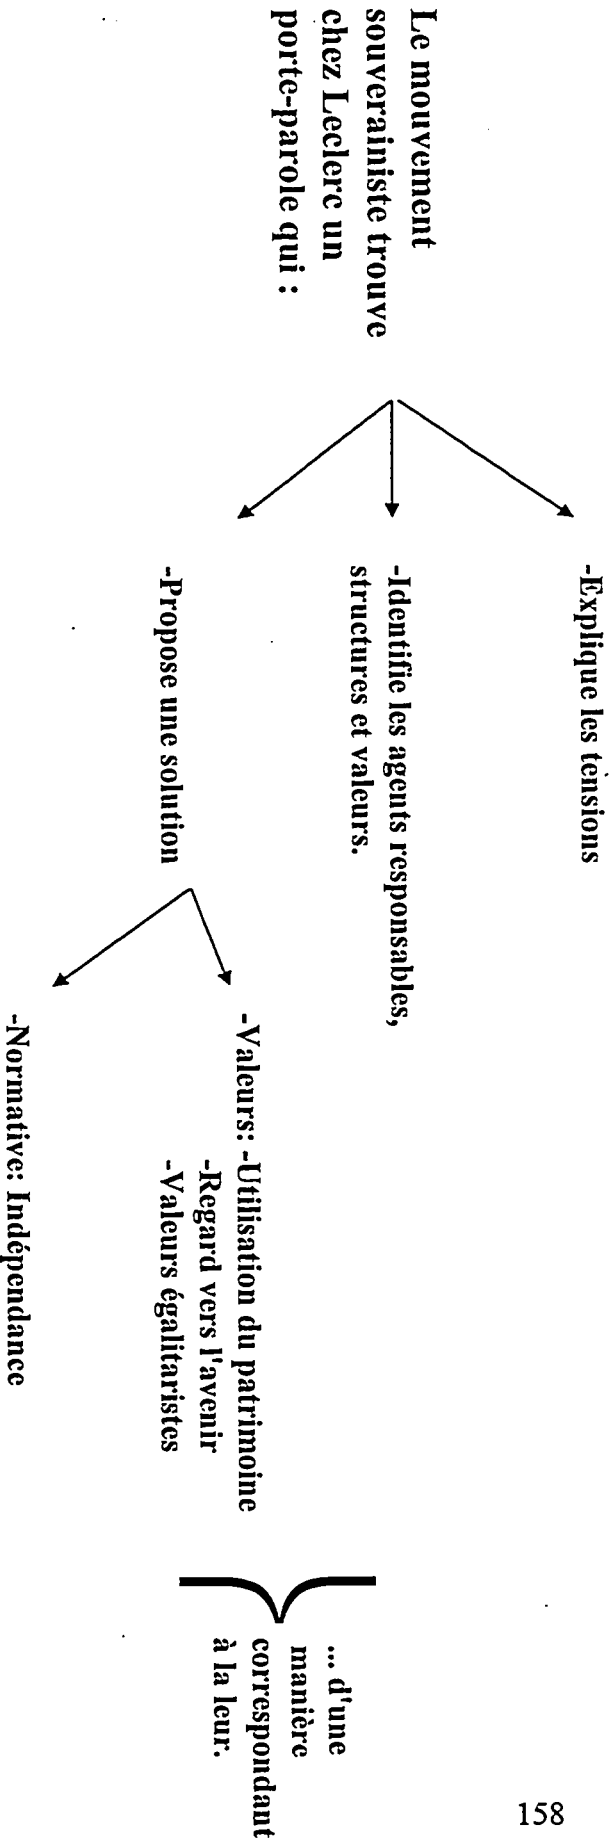 Le mouvement
souverainiste trouve
chez Leclerc un
porte-parole qui :
-Explique les tensions
-Identifie les agents responsables,
structures et valeurs.
-Propose une solution
-Valeurs: -Utilisation du patrimoine
-Regard vers l'avenir
-Valeurs égalitaristes
-Normative: Indépendance
... d'une
manière
correspondant
à la leur.
158